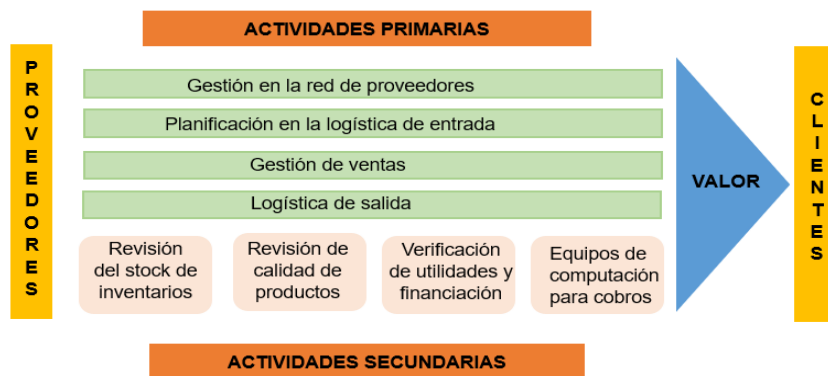 ACTIVIDADES PRIMARIAS
PROVEEDORES
Gestión en la red de proveedores
Planificación en la logística de entrada
Gestión de ventas
Logística de salida
Revisión
del stock de
inventarios
Revisión de
calidad de
productos
Verificación
de utilidades y
financiación
Equipos de
computación
para cobros
VALOR
CLIENTES
ACTIVIDADES SECUNDARIAS